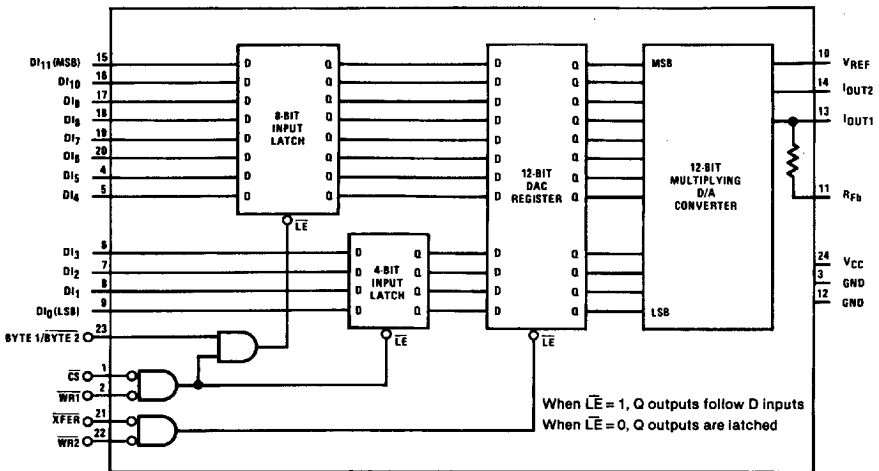 DI11(MSB) 15
DI10 16
DI9 17
DI8 18
DI7 19
DI6 20
DI5 4
DI4 5
DI3 6
DI2 7
DI1 8
DI0(LSB) 9
BYTE 1/BYTE 2 23
CS 1
WR1 2
XFER 21
WR2 22
D Q
D Q
D Q
D Q
D Q
D Q
D Q
D Q
8-BIT
INPUT
LATCH
LE
D Q
D Q
D Q
D Q
4-BIT
INPUT
LATCH
LE
D Q
D Q
D Q
D Q
D Q
D Q
D Q
D Q
D Q
D Q
D Q
D Q
12-BIT
DAC
REGISTER
LE
MSB
12-BIT
MULTIPLYING
D/A
CONVERTER
LSB
10 VREF
14 IOUT2
13 IOUT1
11 RFb
24 VCC
3 GND
12 GND
When LE = 1, Q outputs follow D inputs
When LE = 0, Q outputs are latched